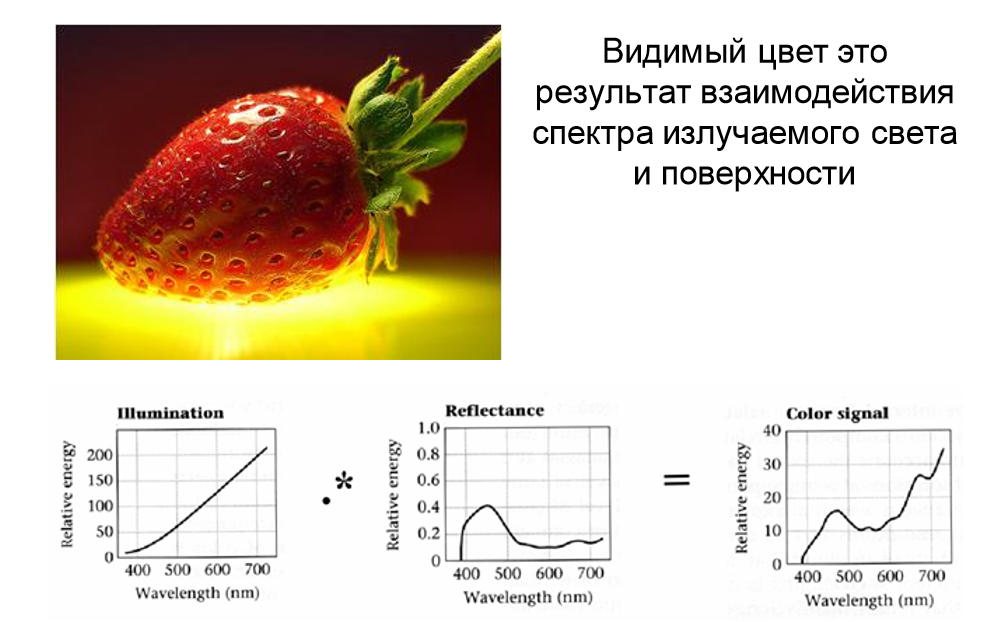 Видимый цвет это
результат взаимодействия
спектра излучаемого света
и поверхности
Illumination
Relative energy
200
150
100
50
0
400 500 600 700
Wavelength (nm)
.*
Reflectance
Relative energy
1.0
0.8
0.6
0.4
0.2
0
400 500 600 700
Wavelength (nm)
=
Color signal
Relative energy
40
30
20
10
0
400 500 600 700
Wavelength (nm)